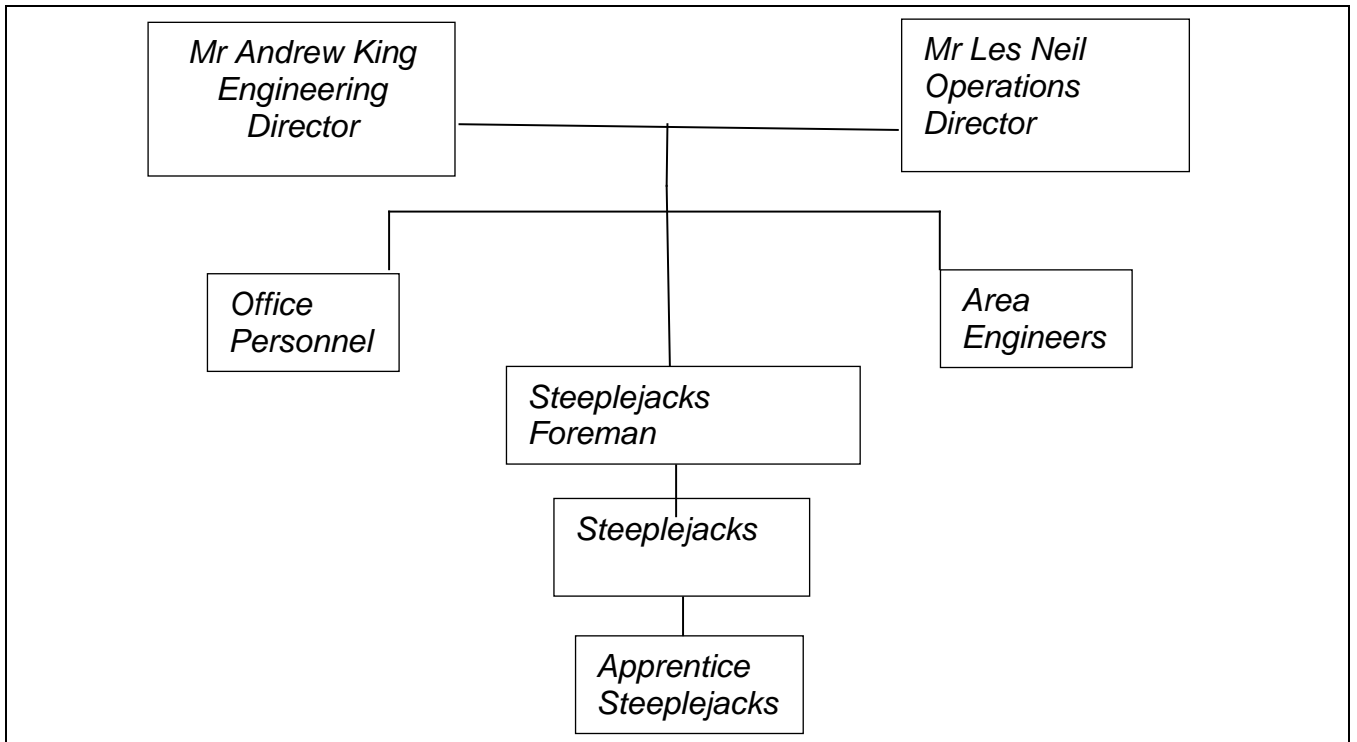 Mr Andrew King
Engineering
Director
Mr Les Neil
Operations
Director
Office
Personnel
Area
Engineers
Steeplejacks
Foreman
Steeplejacks
Apprentice
Steeplejacks